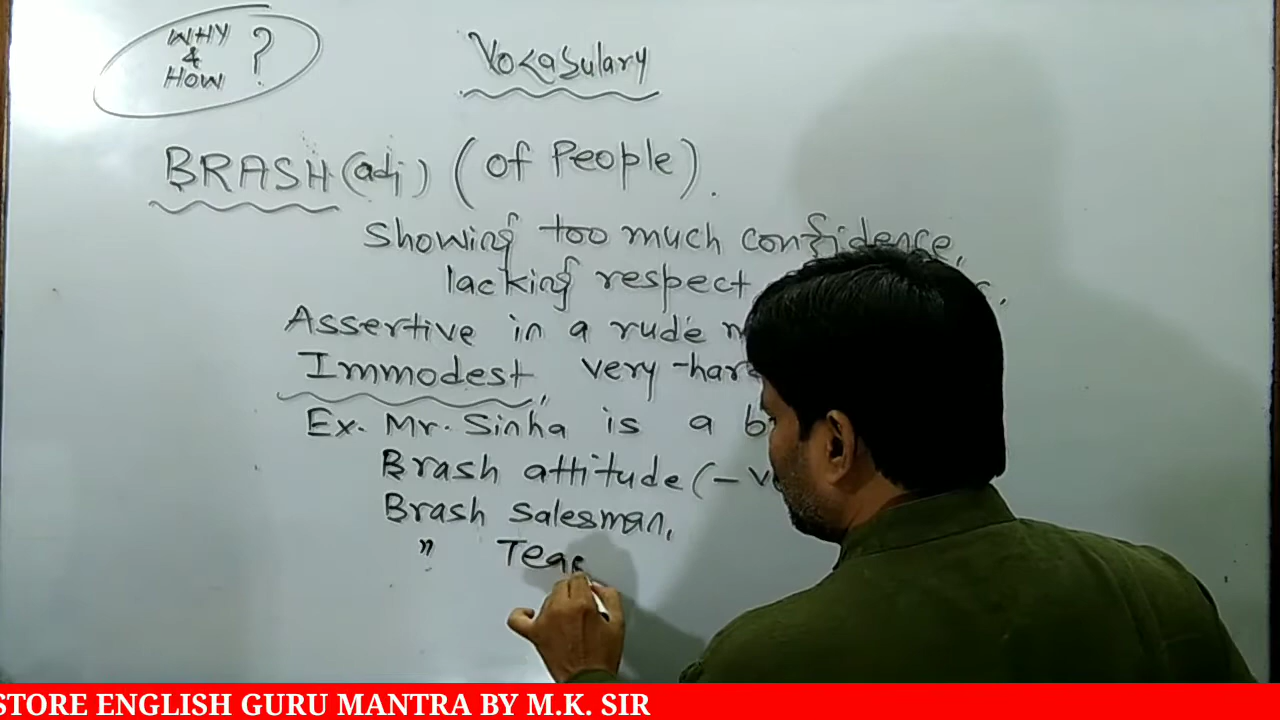 WHY
&
HOW ?
Vocabulary
BRASH (adj) (of People).
Showing too much confidence,
lacking respect
Assertive in a rude
Immodest, very
Ex. Mr. Sinha is a
Brash attitude (-v
Brash salesman,
" Teac
STORE ENGLISH GURU MANTRA BY M.K. SIR